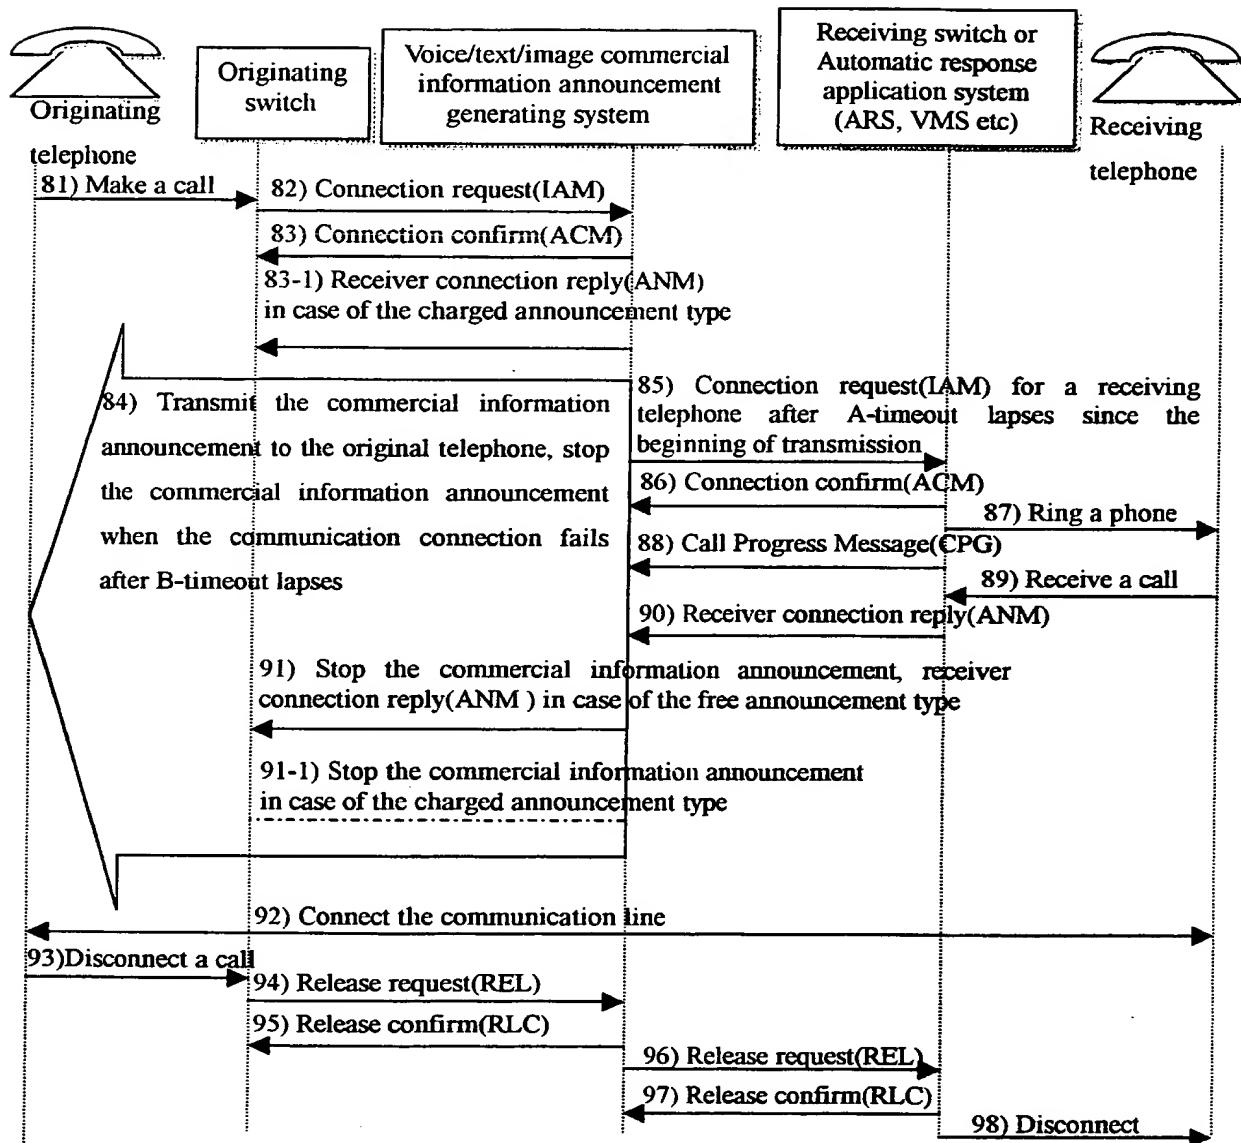 Originating
telephone
Originating
switch
Voice/text/image commercial
information announcement
generating system
Receiving switch or
Automatic response
application system
(ARS, VMS etc)
Receiving
telephone
81) Make a call
82) Connection request(IAM)
83) Connection confirm(ACM)
83-1) Receiver connection reply(ANM)
in case of the charged announcement type
84) Transmit the commercial information
announcement to the original telephone, stop
the commercial information announcement
when the communication connection fails
after B-timeout lapses
85) Connection request(IAM) for a receiving
telephone after A-timeout lapses since the
beginning of transmission
86) Connection confirm(ACM)
87) Ring a phone
88) Call Progress Message(CPG)
89) Receive a call
90) Receiver connection reply(ANM)
91) Stop the commercial information announcement, receiver
connection reply(ANM ) in case of the free announcement type
91-1) Stop the commercial information announcement
in case of the charged announcement type
92) Connect the communication line
93)Disconnect a call
94) Release request(REL)
95) Release confirm(RLC)
96) Release request(REL)
97) Release confirm(RLC)
98) Disconnect